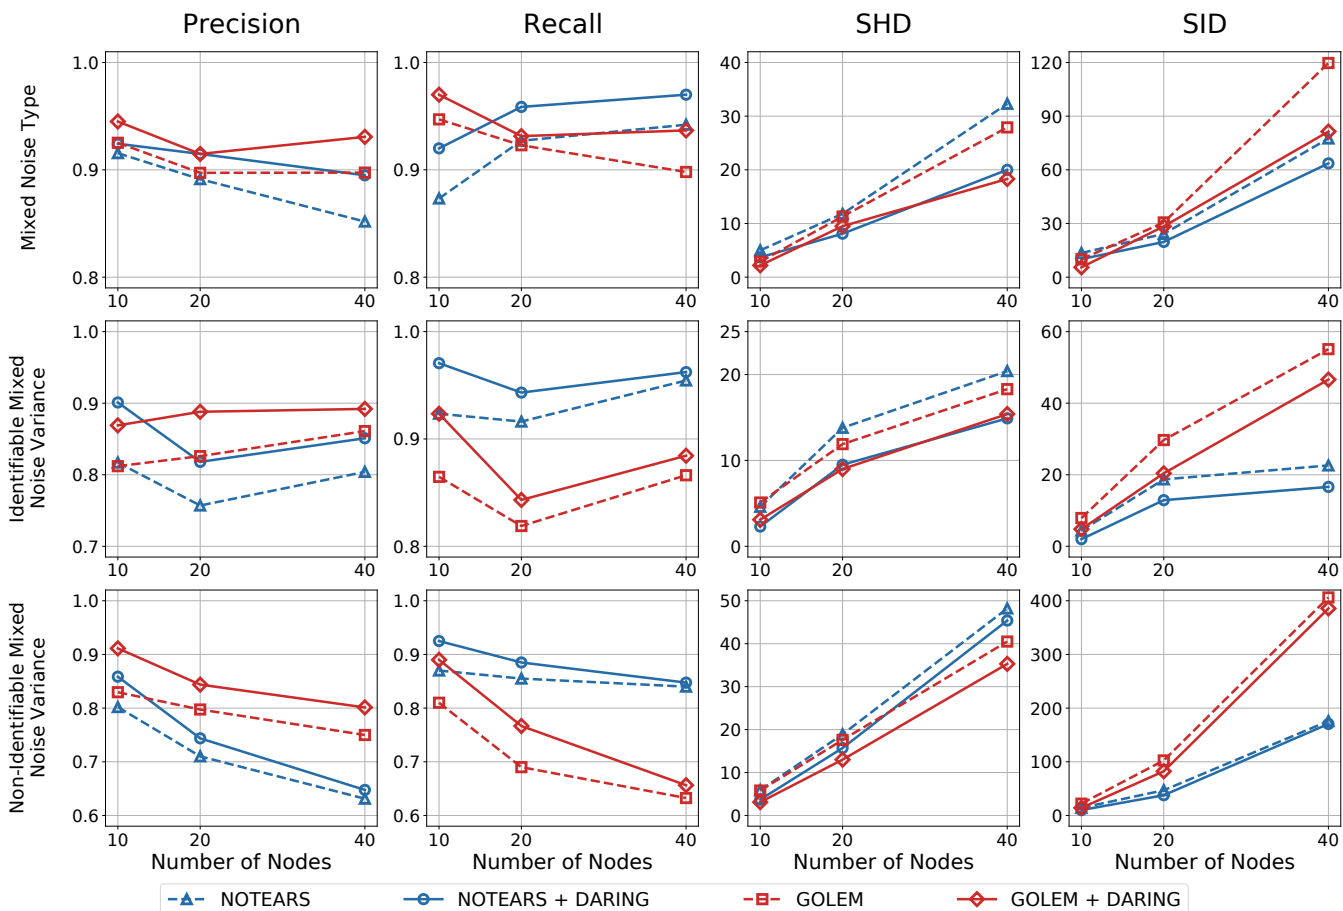 Precision Recall SHD SID
Mixed Noise Type
1.0
0.9
0.8
10 20 40
1.0
0.9
0.8
10 20 40
40
30
20
10
0
10 20 40
120
90
60
30
0
10 20 40
Identifiable Mixed
Noise Variance
1.0
0.9
0.8
0.7
10 20 40
1.0
0.9
0.8
10 20 40
25
20
15
10
5
0
10 20 40
60
40
20
0
10 20 40
Non-Identifiable Mixed
Noise Variance
1.0
0.9
0.8
0.7
0.6
10 20 40
Number of Nodes
1.0
0.9
0.8
0.7
0.6
10 20 40
Number of Nodes
50
40
30
20
10
0
10 20 40
Number of Nodes
400
300
200
100
0
10 20 40
Number of Nodes
NOTEARS NOTEARS + DARING GOLEM GOLEM + DARING